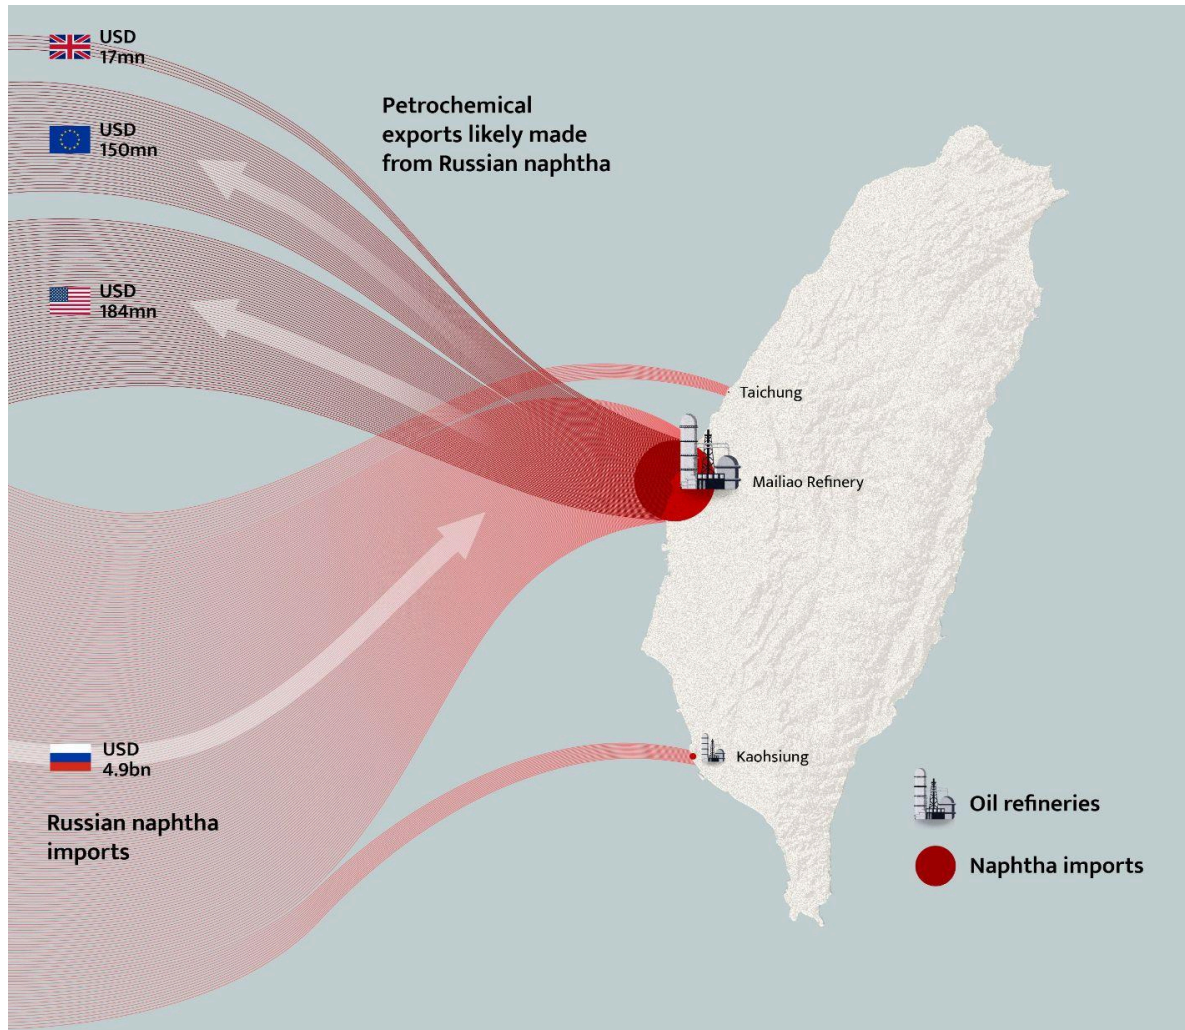 USD
17mn
Petrochemical
exports likely made
from Russian naphtha
USD
150mn
USD
184mn
Taichung
Mailiao Refinery
USD
4.9bn
Kaohsiung
Russian naphtha
imports
Oil refineries
Naphtha imports